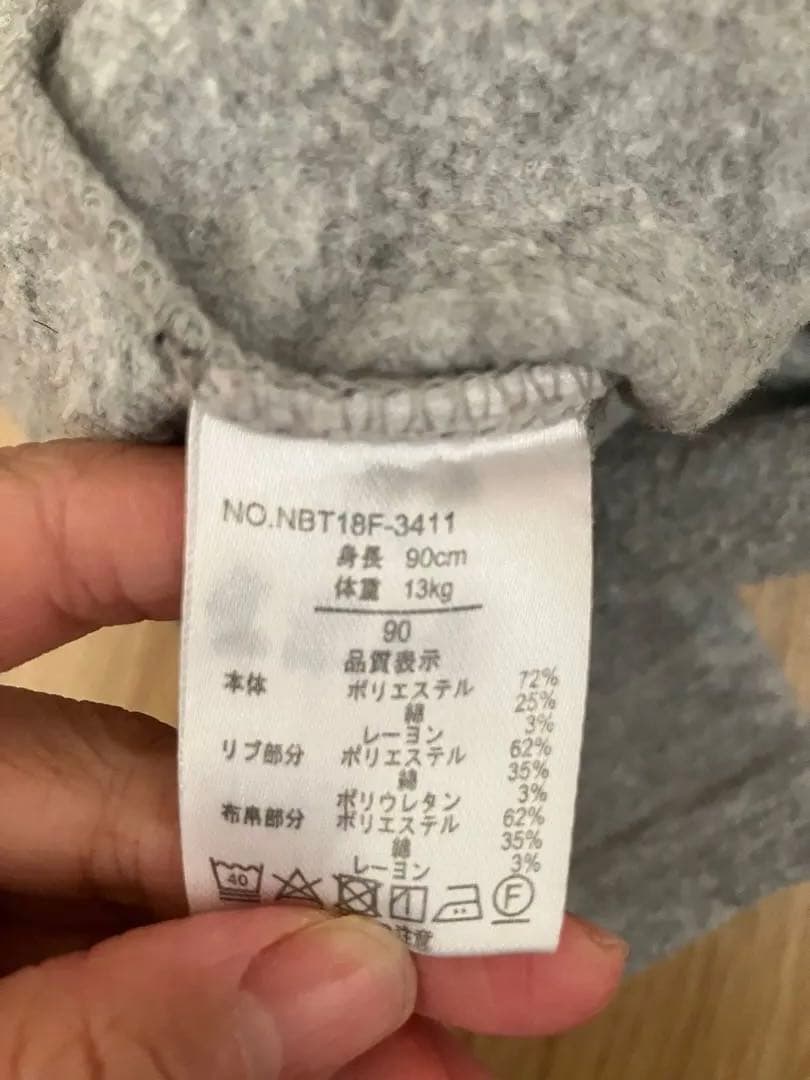 NO.NBT18F-3411
身長 90cm
体重 13kg
90
品質表示
本体 ポリエステル 72%
綿 25%
レーヨン 3%
リブ部分 ポリエステル 62%
綿 35%
ポリウレタン 3%
布帛部分 ポリエステル 62%
綿 35%
レーヨン 3%
40 F
注意